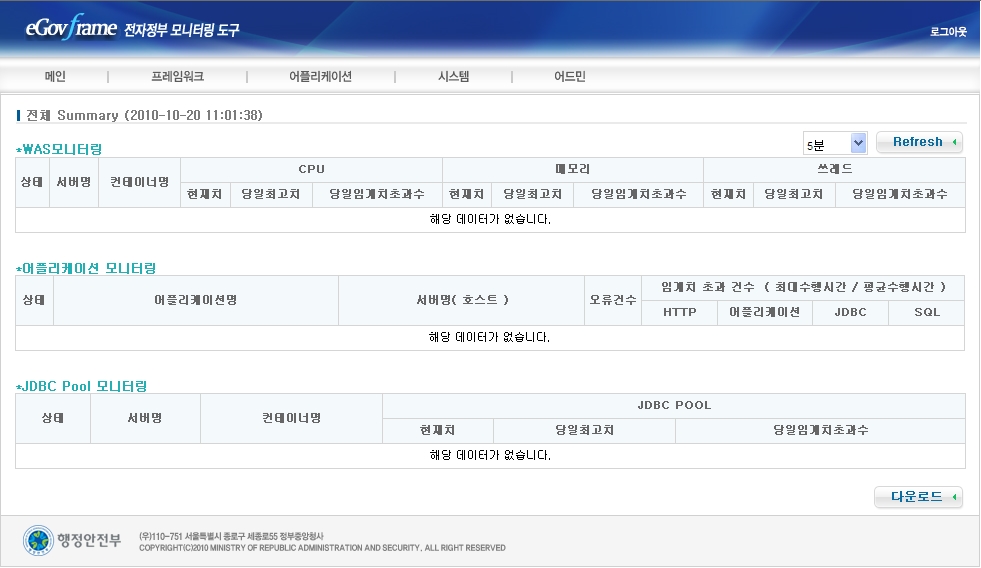 eGovframe 전자정부 모니터링 도구
로그아웃
메인 | 프레임워크 | 어플리케이션 | 시스템 | 어드민
전체 Summary (2010-10-20 11:01:38)
*WAS모니터링 5분 Refresh
상태 서버명 컨테이너명 CPU 메모리 쓰레드
현재치 당일최고치 당일임계치초과수 현재치 당일최고치 당일임계치초과수 현재치 당일최고치 당일임계치초과수
해당 데이터가 없습니다.
*어플리케이션 모니터링
상태 어플리케이션명 서버명( 호스트 ) 오류건수 임계치 초과 건수 ( 최대수행시간 / 평균수행시간 )
HTTP 어플리케이션 JDBC SQL
해당 데이터가 없습니다.
*JDBC Pool 모니터링
상태 서버명 컨테이너명 JDBC POOL
현재치 당일최고치 당일임계치초과수
해당 데이터가 없습니다.
다운로드
행정안전부
(우)110-751 서울특별시 종로구 세종로55 정부중앙청사
COPYRIGHT(C)2010 MINISTRY OF REPUBLIC ADMINISTRATION AND SECURITY, ALL RIGHT RESERVED